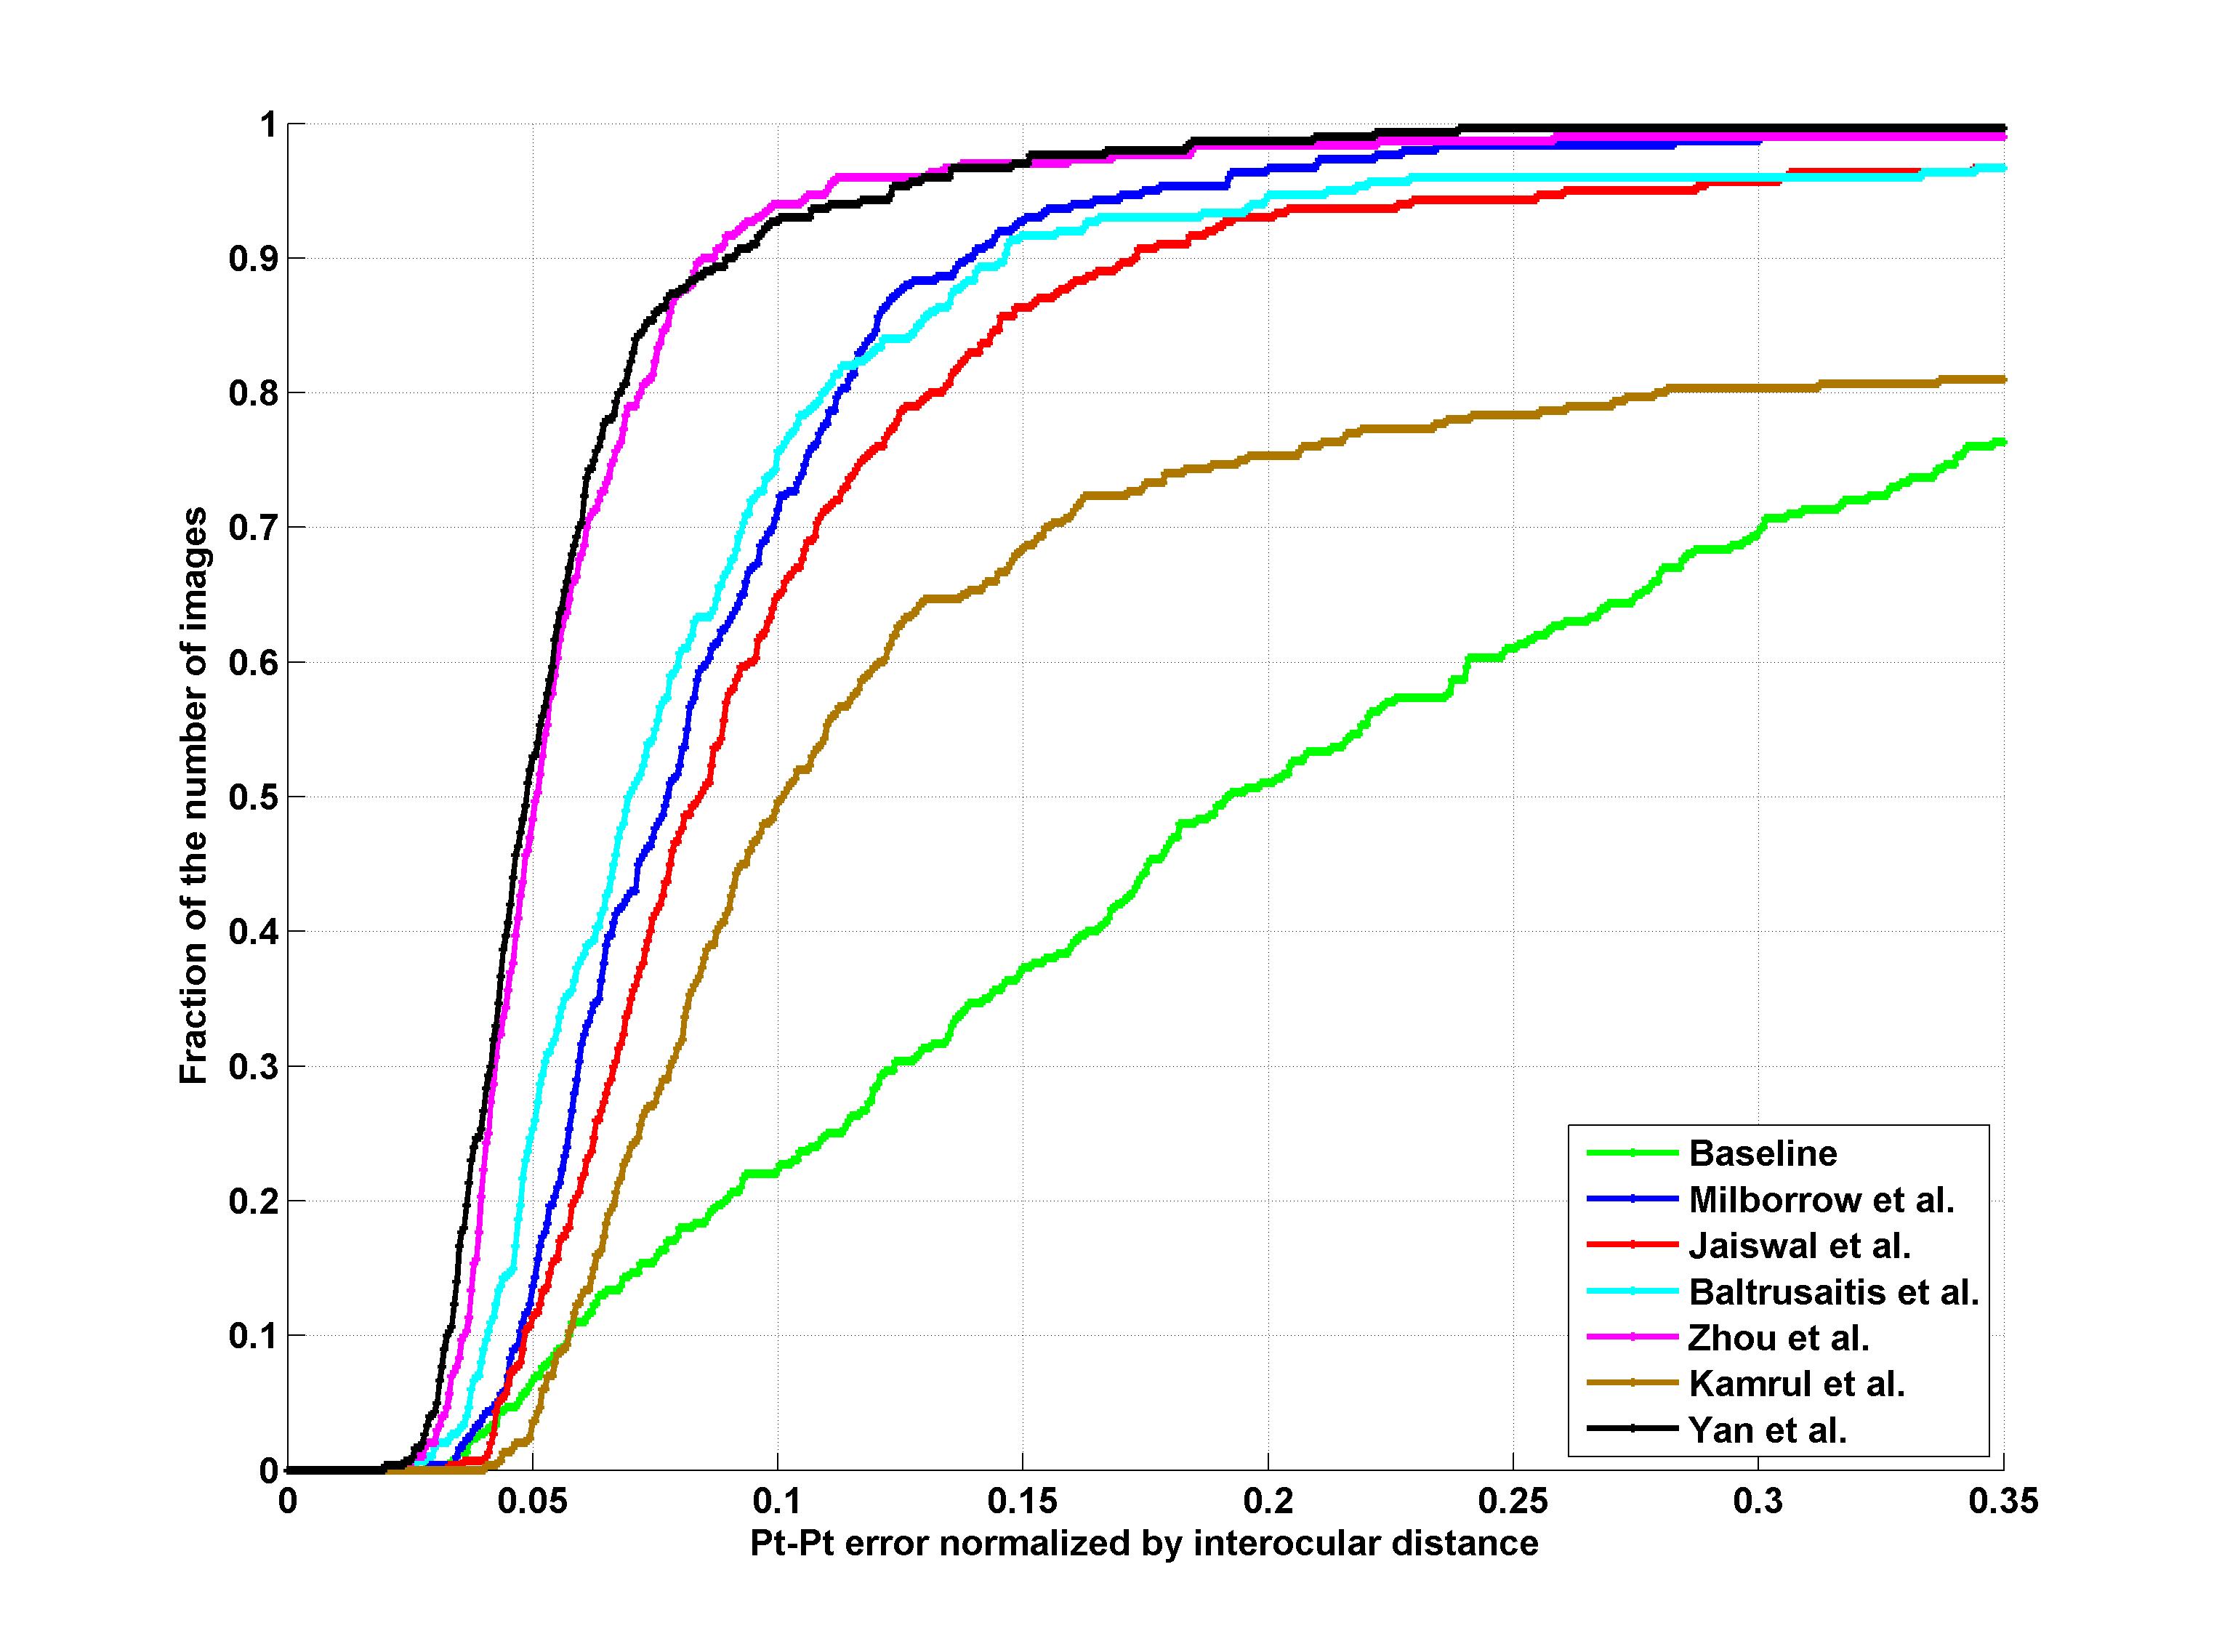 1
0.9
0.8
0.7
0.6
0.5
0.4
0.3
0.2
0.1
0
Fraction of the number of images
0 0.05 0.1 0.15 0.2 0.25 0.3 0.35
Pt-Pt error normalized by interocular distance
Baseline
Milborrow et al.
Jaiswal et al.
Baltrusaitis et al.
Zhou et al.
Kamrul et al.
Yan et al.